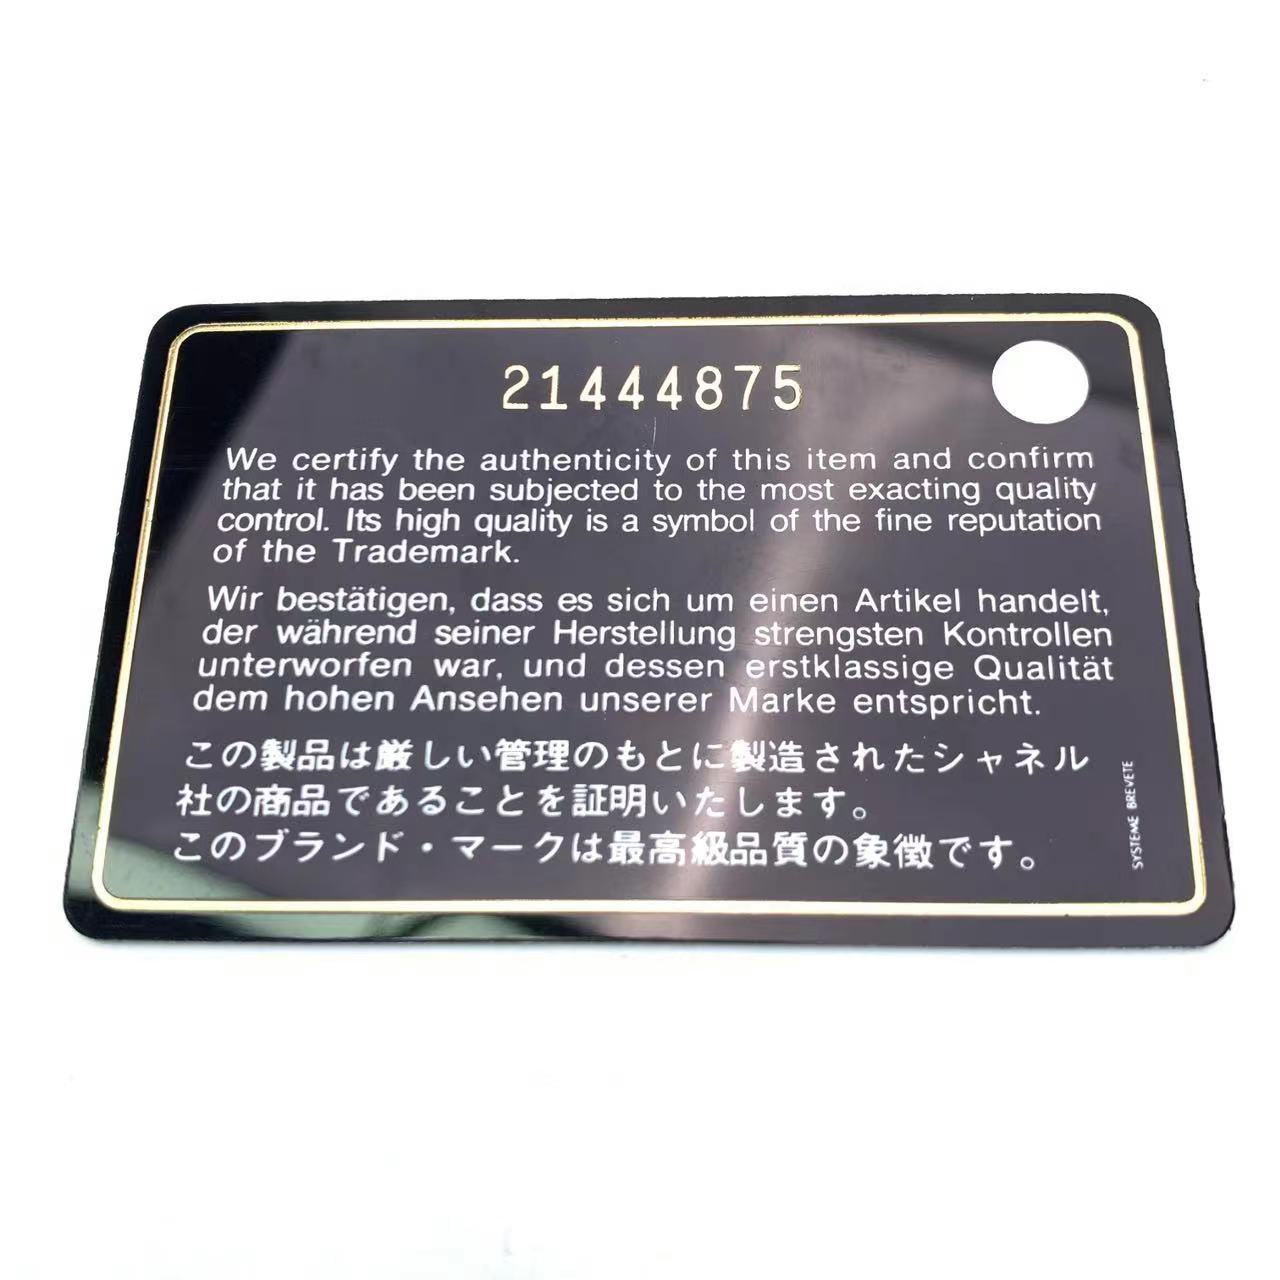 21444875
We certify the authenticity of this item and confirm
that it has been subjected to the most exacting quality
control. Its high quality is a symbol of the fine reputation
of the Trademark.
Wir bestätigen, dass es sich um einen Artikel handelt,
der während seiner Herstellung strengsten Kontrollen
unterworfen war, und dessen erstklassige Qualität
dem hohen Ansehen unserer Marke entspricht.
この製品は厳しい管理のもとに製造されたシャネル
社の商品であることを証明いたします。
このブランド・マークは最高級品質の象徴です。
SYSTEME BREVETE